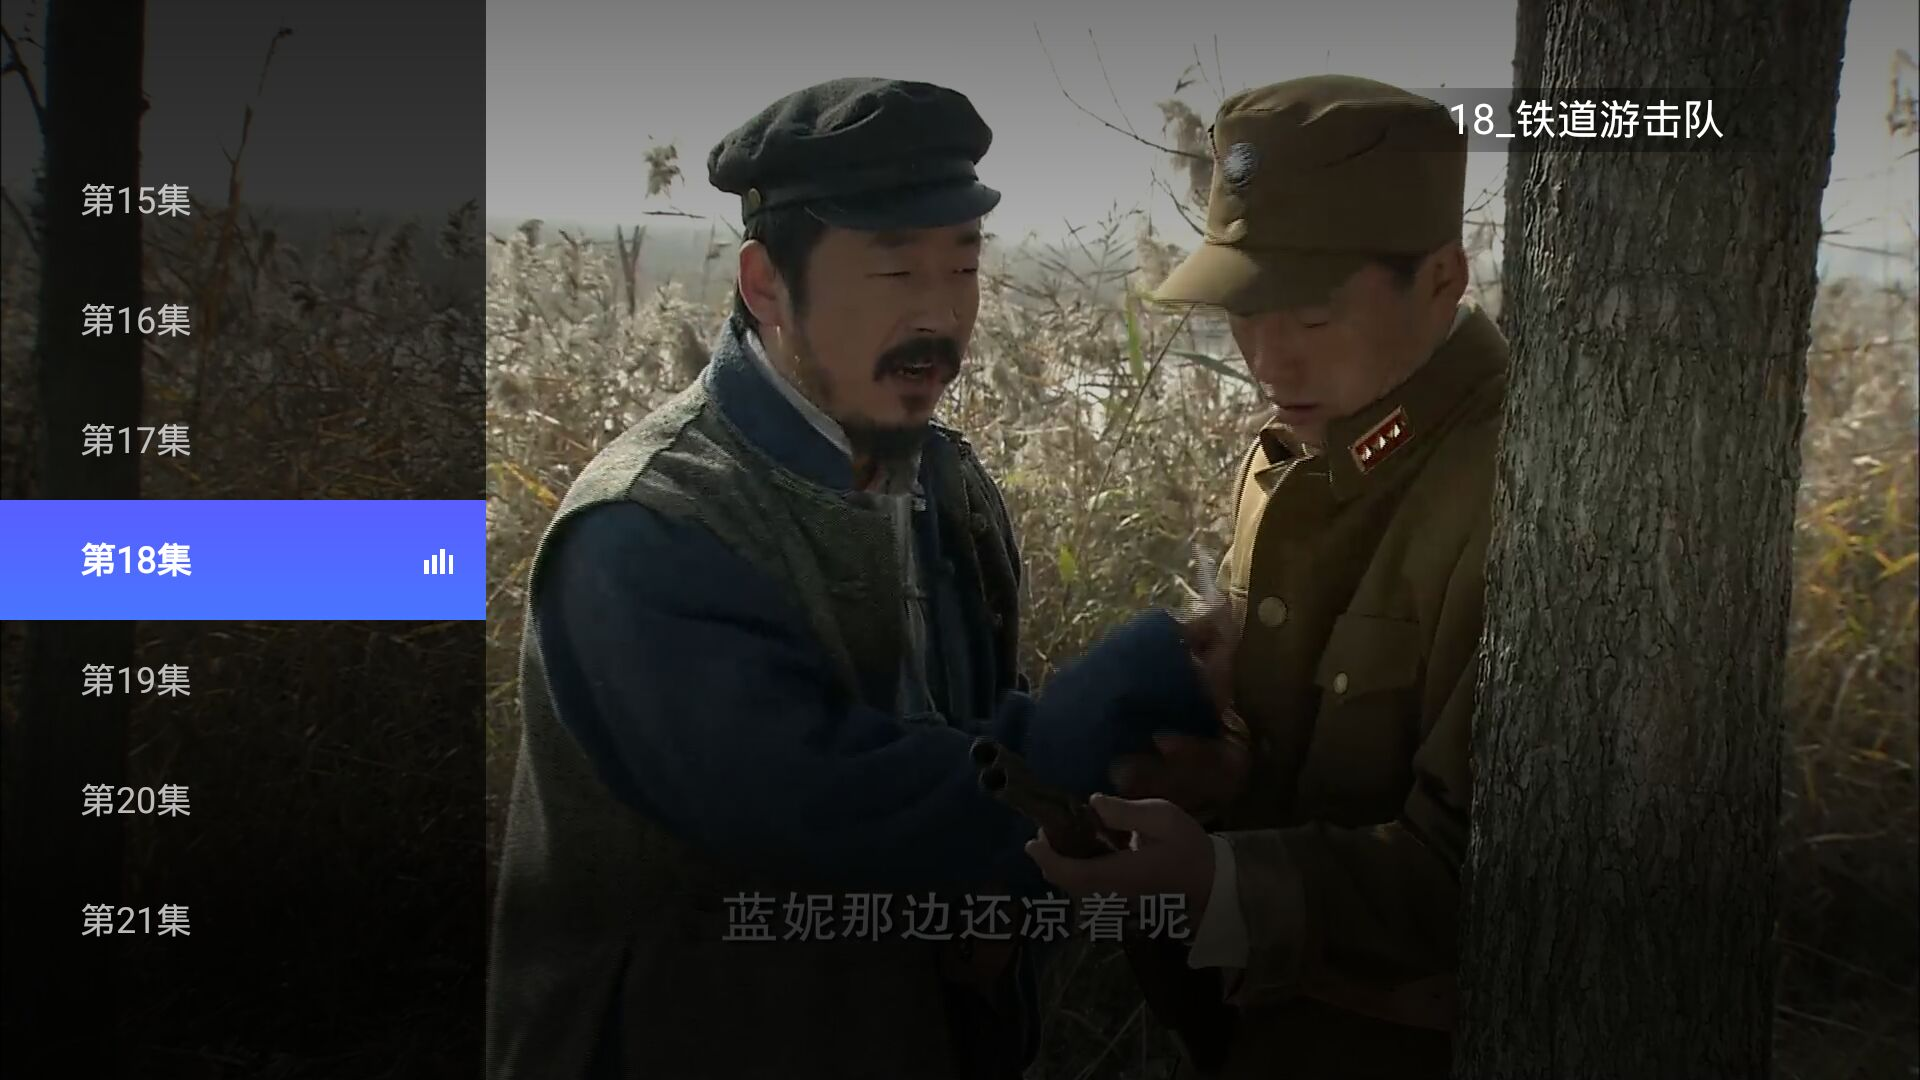 18_铁道游击队
第15集
第16集
第17集
第18集
第19集
第20集
第21集
蓝妮那边还凉着呢